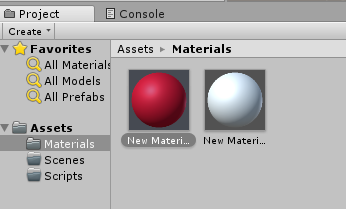 Project
Console
Create
Favorites
All Materials
All Models
All Prefabs
Assets
Materials
Scenes
Scripts
Assets ▸ Materials
New Materi...
New Materi...